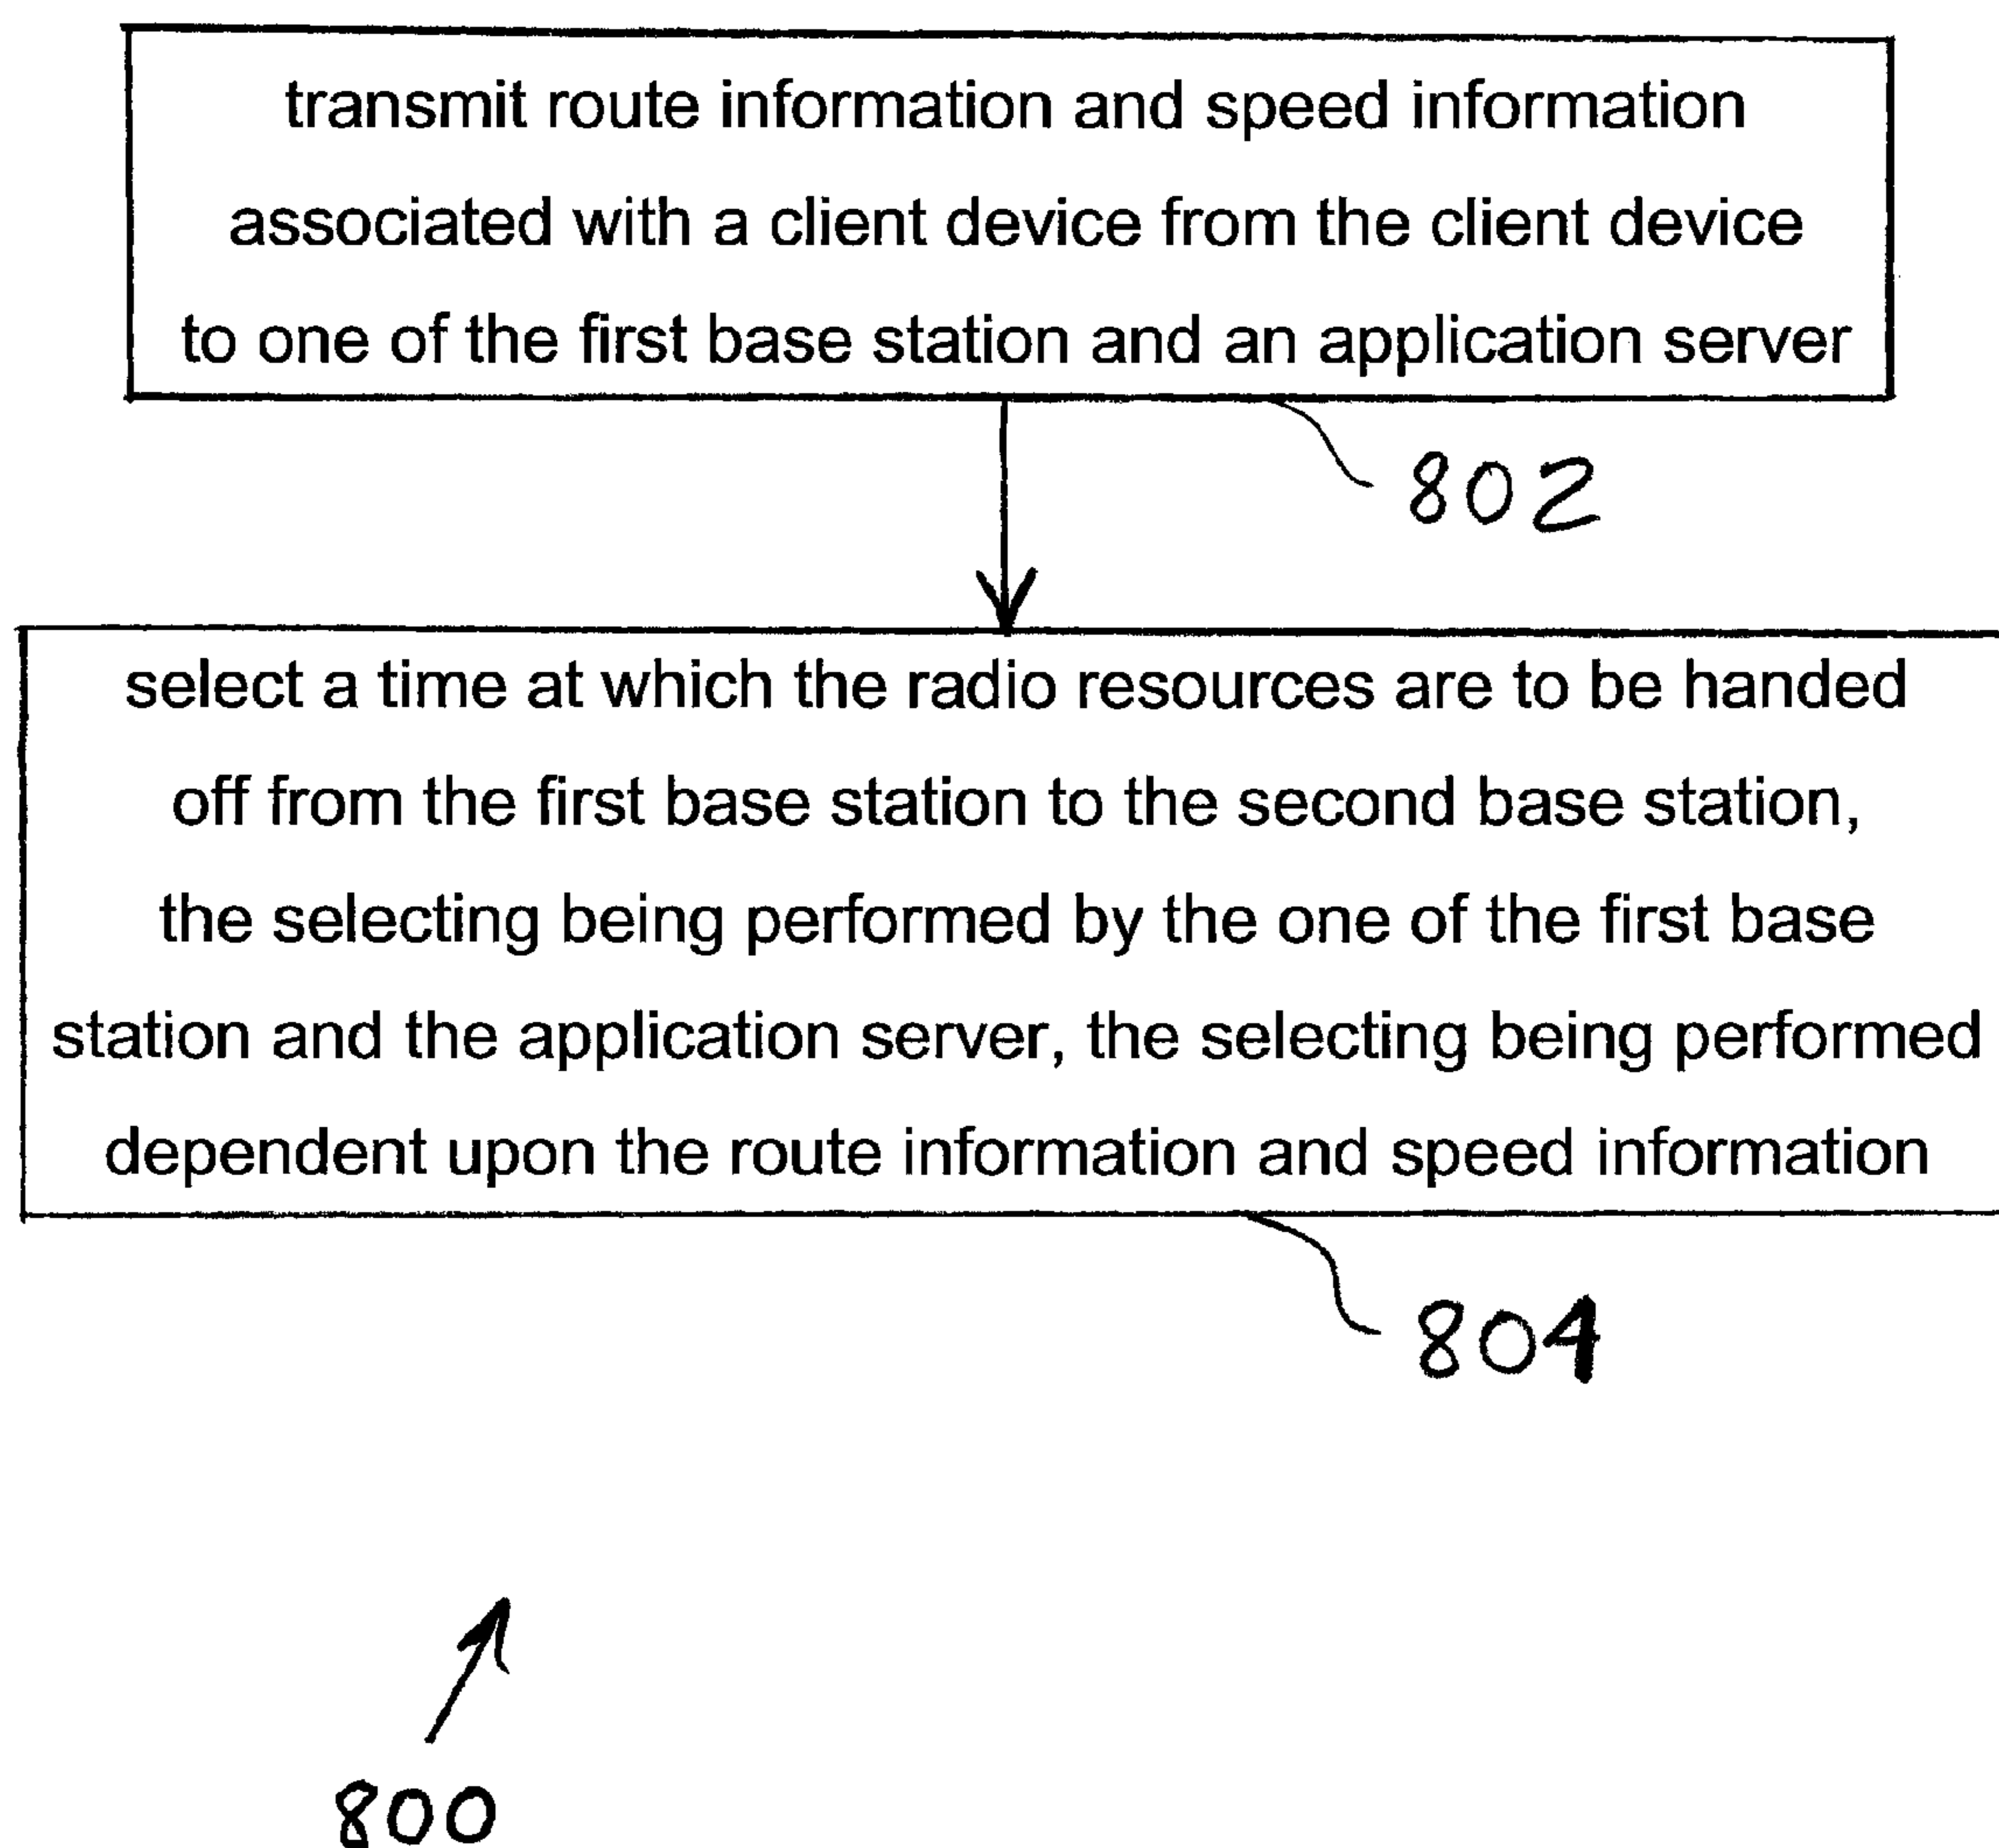 transmit route information and speed information
associated with a client device from the client device
to one of the first base station and an application server
802
select a time at which the radio resources are to be handed
off from the first base station to the second base station,
the selecting being performed by the one of the first base
station and the application server, the selecting being performed
dependent upon the route information and speed information
804
800